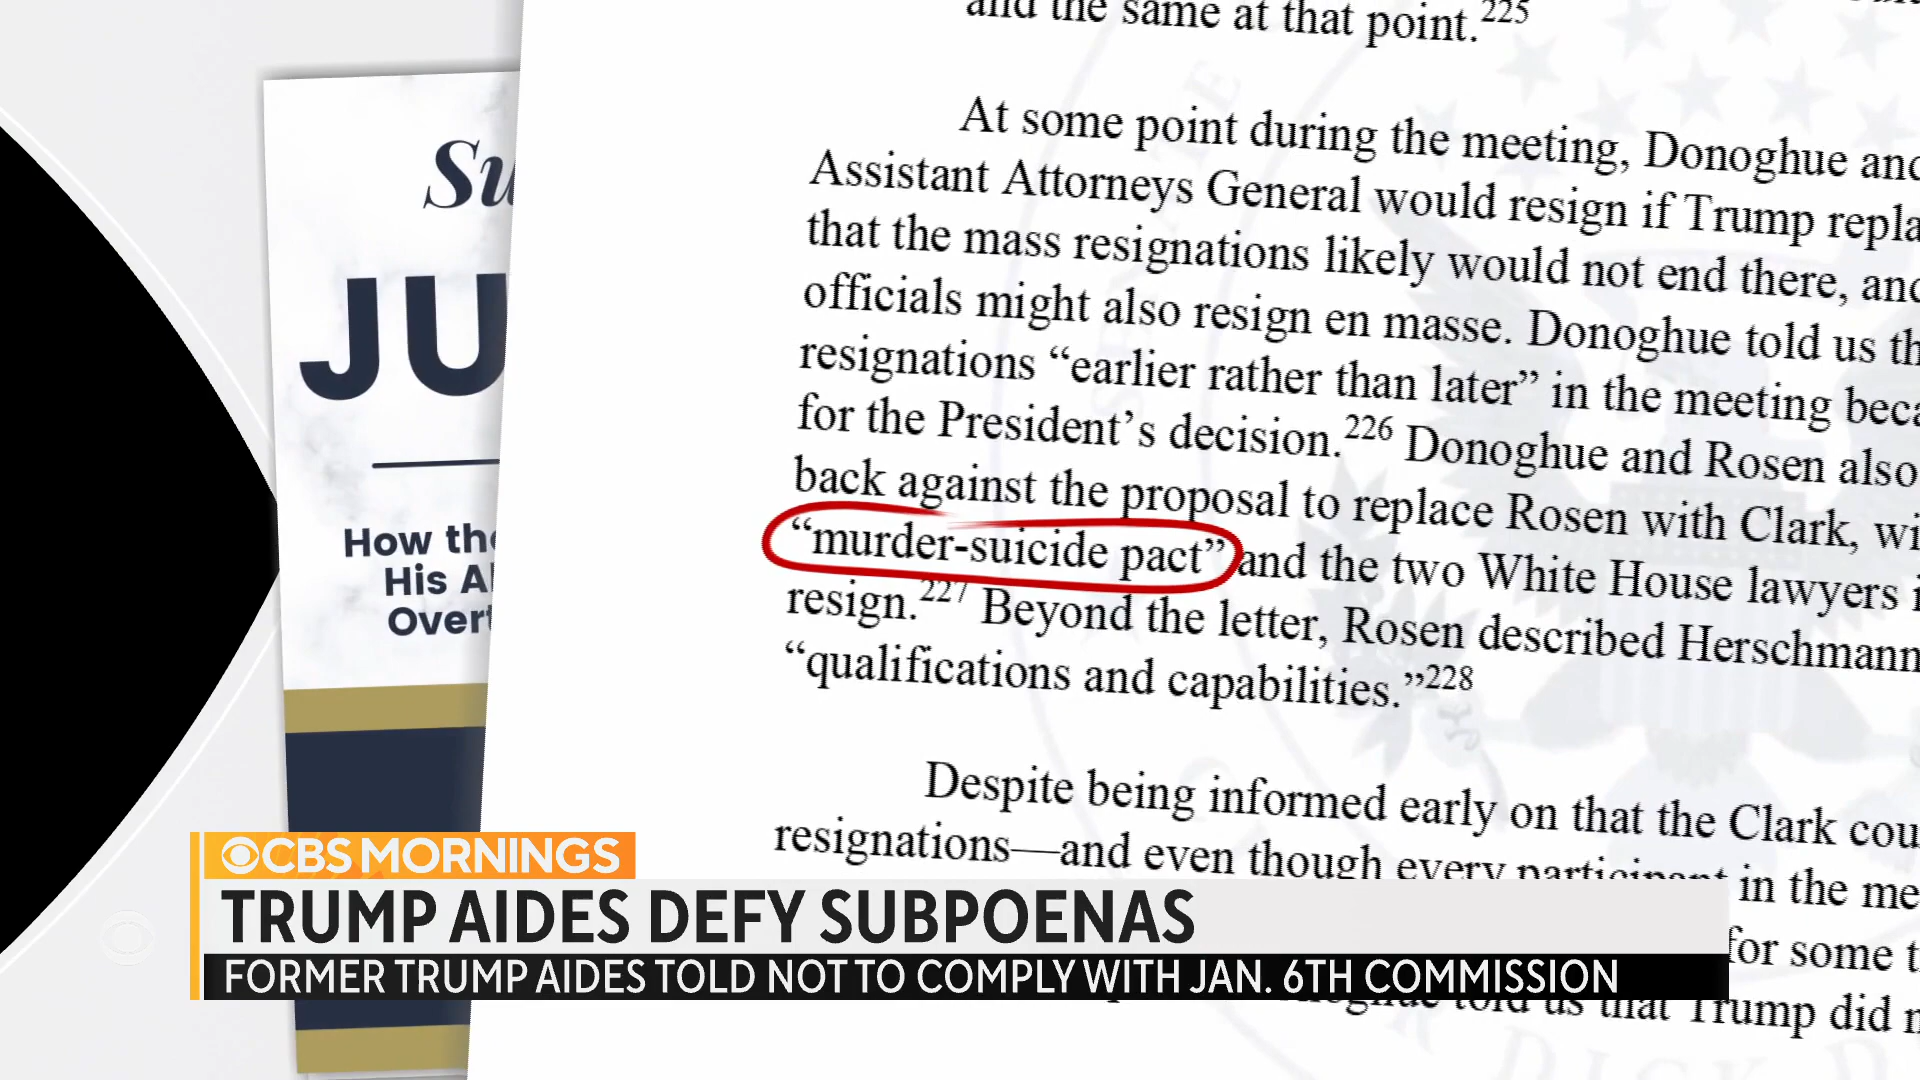 Su
JU
How the
His Al
Overt
and the same at that point.225
At some point during the meeting, Donoghue and
Assistant Attorneys General would resign if Trump repla
that the mass resignations likely would not end there, and
officials might also resign en masse. Donoghue told us th
resignations “earlier rather than later” in the meeting beca
for the President’s decision.226 Donoghue and Rosen also
back against the proposal to replace Rosen with Clark, wi
“murder-suicide pact” and the two White House lawyers i
resign.227 Beyond the letter, Rosen described Herschmann
“qualifications and capabilities.”228
Despite being informed early on that the Clark cou
resignations—and even though every participant in the me
for some t
told us that Trump did n
CBS MORNINGS
TRUMP AIDES DEFY SUBPOENAS
FORMER TRUMP AIDES TOLD NOT TO COMPLY WITH JAN. 6TH COMMISSION